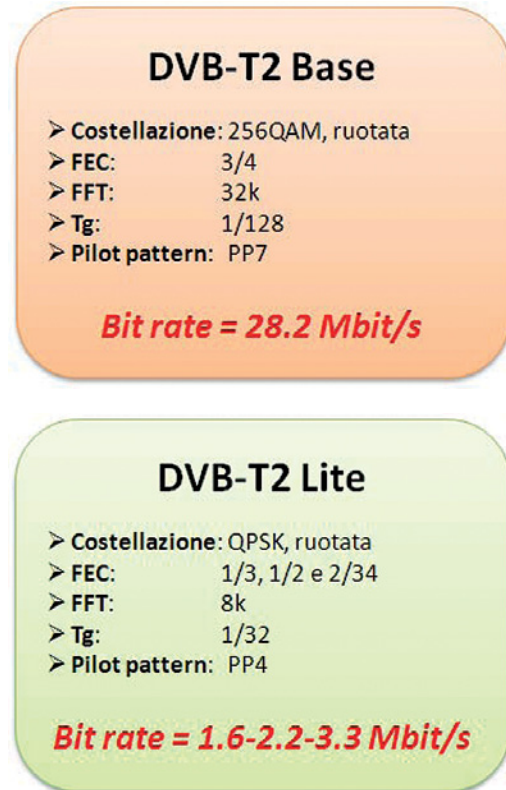 DVB-T2 Base
➢ Costellazione: 256QAM, ruotata
➢ FEC: 3/4
➢ FFT: 32k
➢ Tg: 1/128
➢ Pilot pattern: PP7
Bit rate = 28.2 Mbit/s
DVB-T2 Lite
➢ Costellazione: QPSK, ruotata
➢ FEC: 1/3, 1/2 e 2/34
➢ FFT: 8k
➢ Tg: 1/32
➢ Pilot pattern: PP4
Bit rate = 1.6-2.2-3.3 Mbit/s